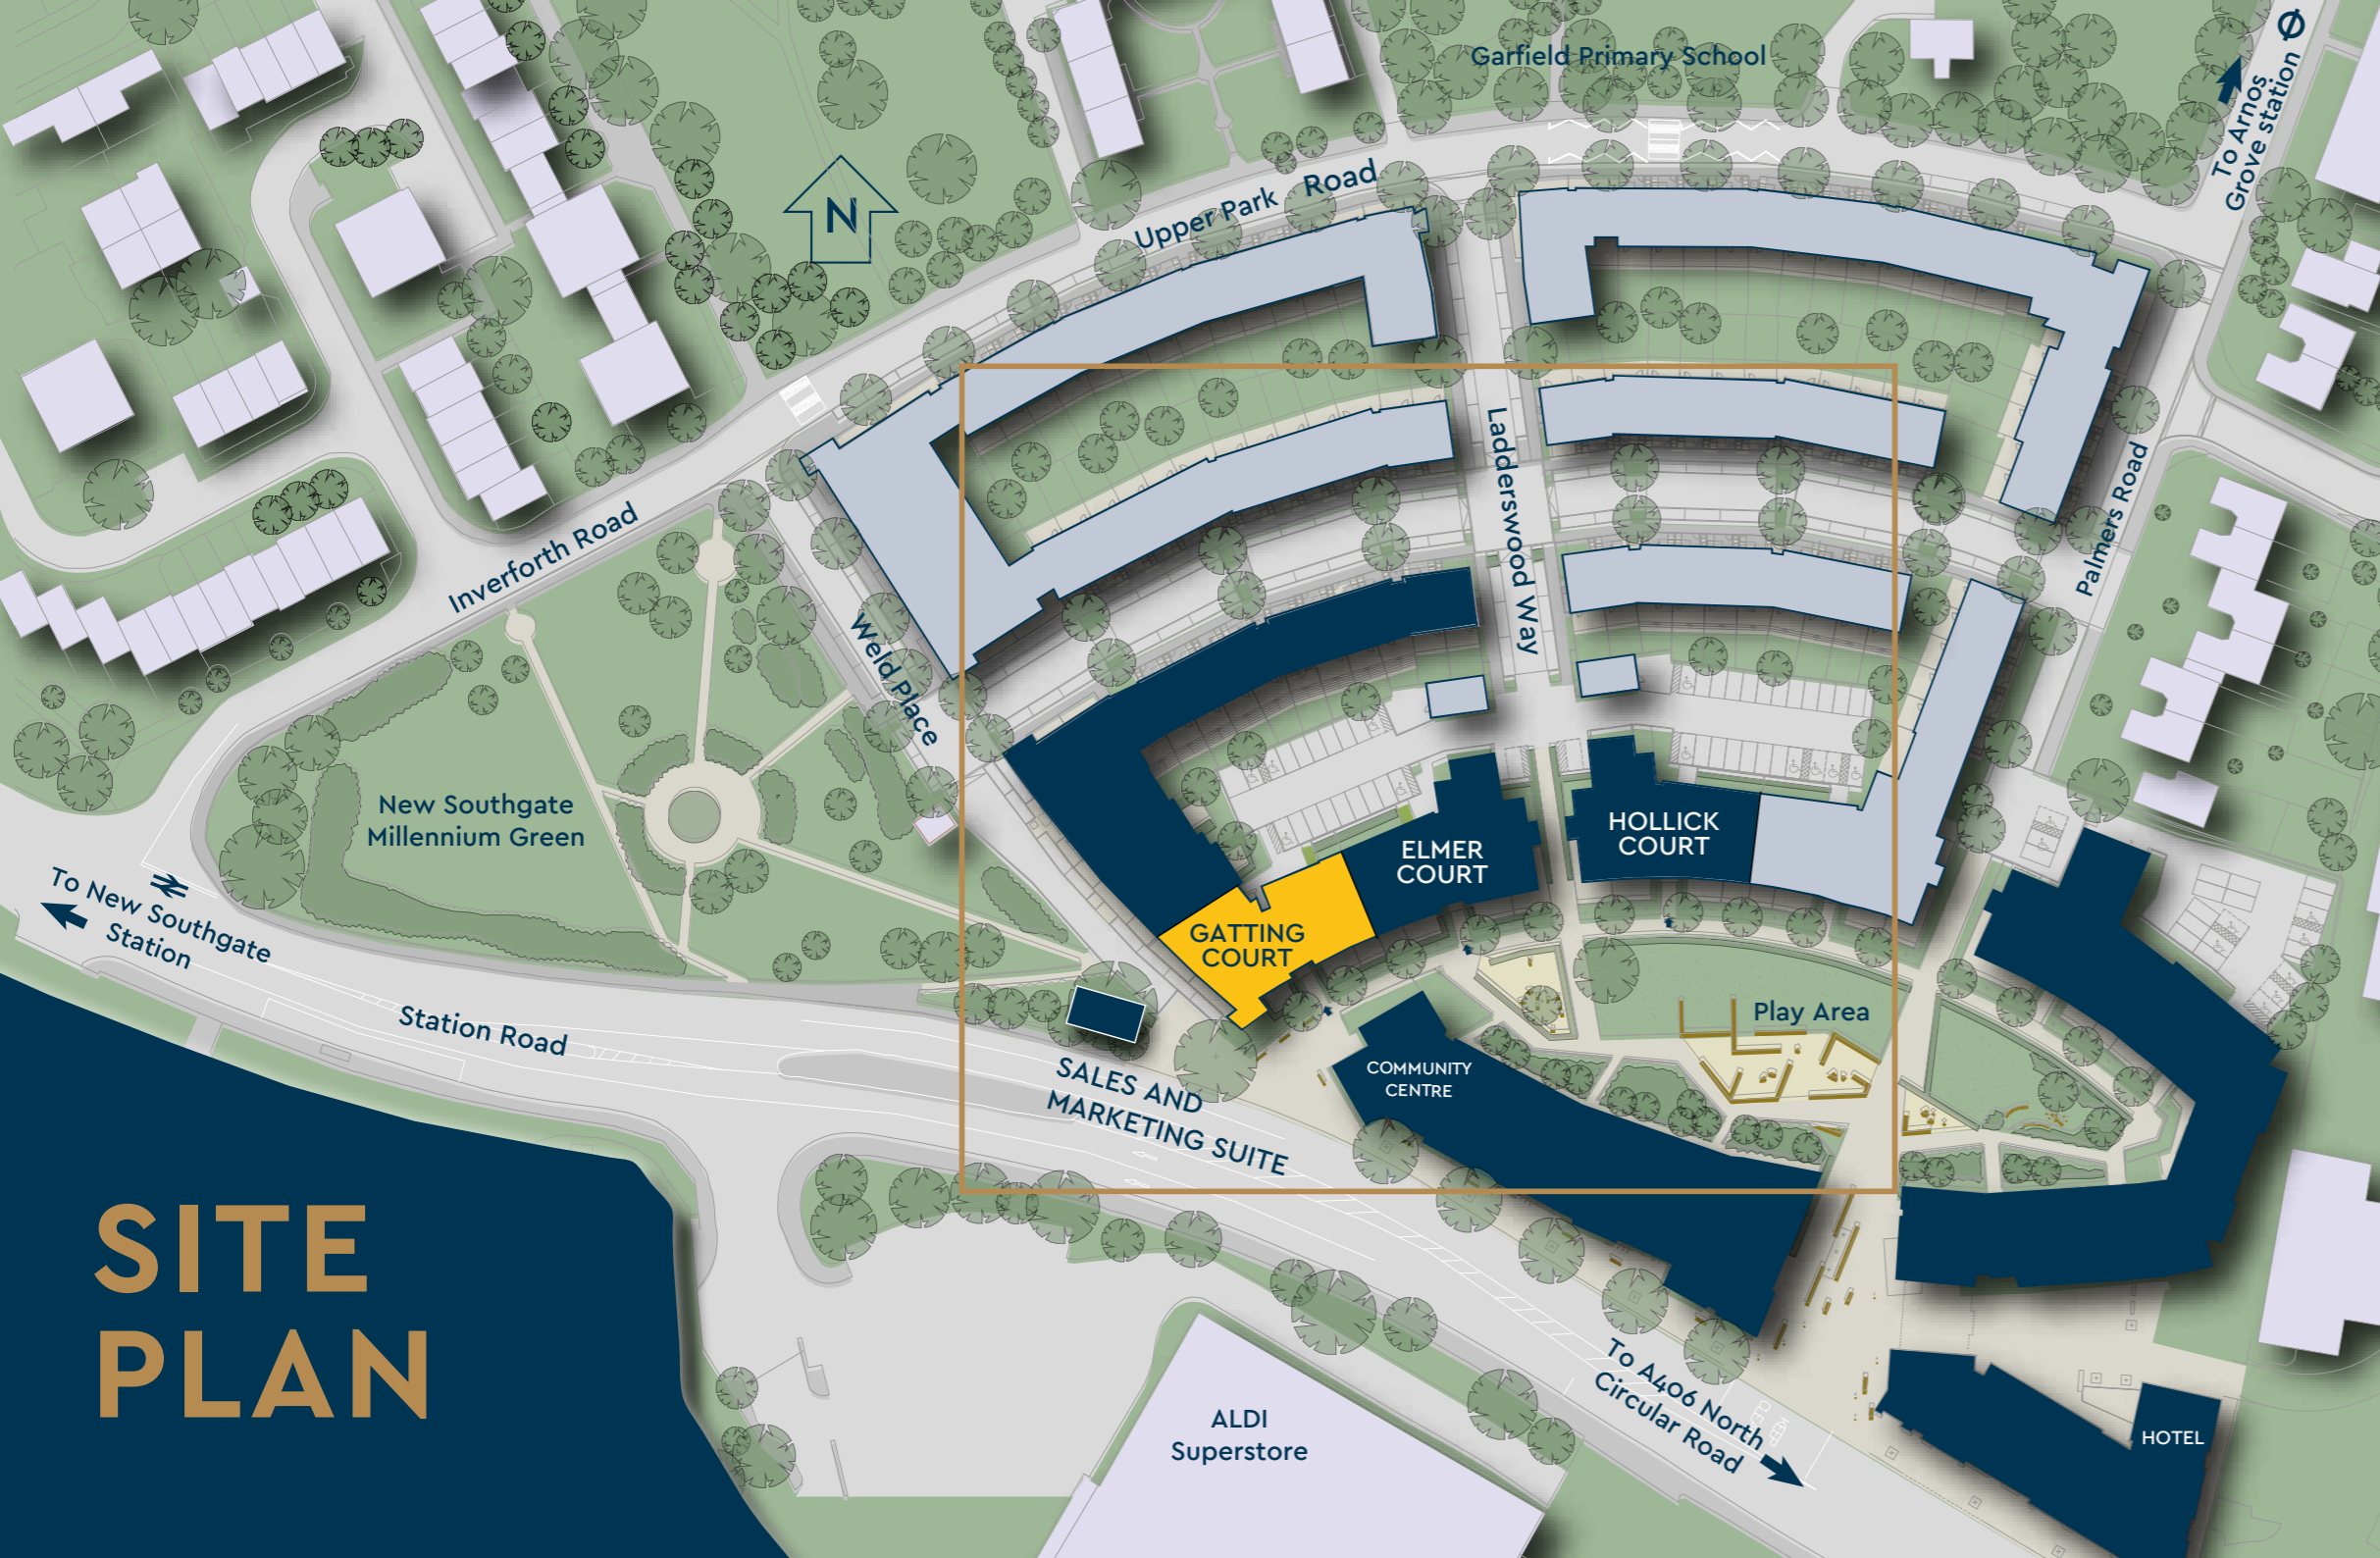 Garfield Primary School
To Arnos
Grove station
N
Upper Park Road
Ladderswood Way
Palmers Road
Inverforth Road
Weld Place
New Southgate
Millennium Green
HOLLICK
COURT
ELMER
COURT
GATTING
COURT
To New Southgate
Station
Station Road
Play Area
SALES AND
MARKETING SUITE
COMMUNITY
CENTRE
SITE
PLAN
To A406 North
Circular Road
KEEP
ALDI
Superstore
HOTEL